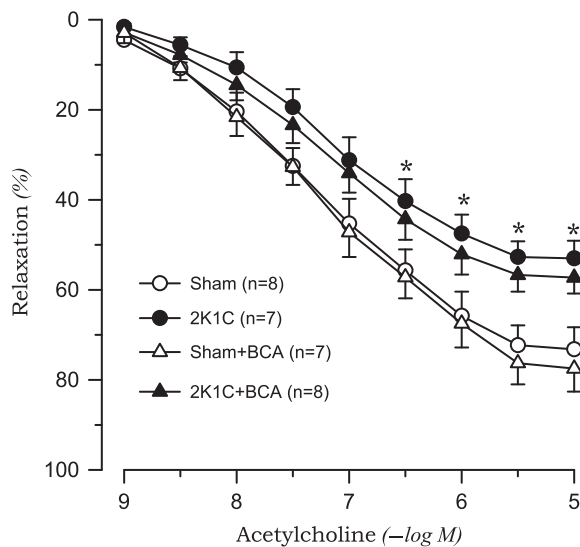 0
20
40
60
80
100
Relaxation (%)
* * * *
Sham (n=8)
2K1C (n=7)
Sham+BCA (n=7)
2K1C+BCA (n=8)
9 8 7 6 5
Acetylcholine (—log M)